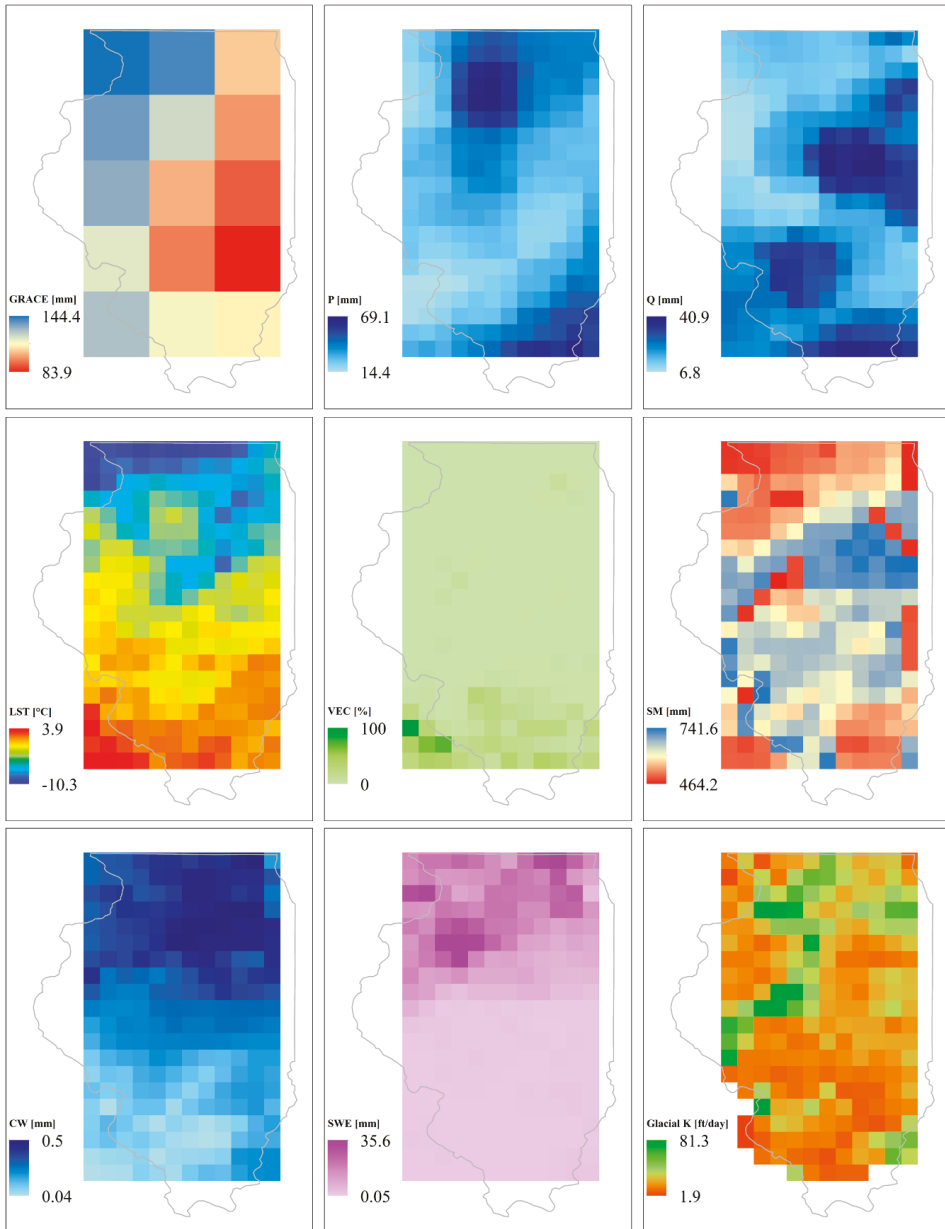 GRACE [mm]
144.4
83.9
P [mm]
69.1
14.4
Q [mm]
40.9
6.8
LST [°C]
3.9
-10.3
VEC [%]
100
0
SM [mm]
741.6
464.2
CW [mm]
0.5
0.04
SWE [mm]
35.6
0.05
Glacial K [ft/day]
81.3
1.9